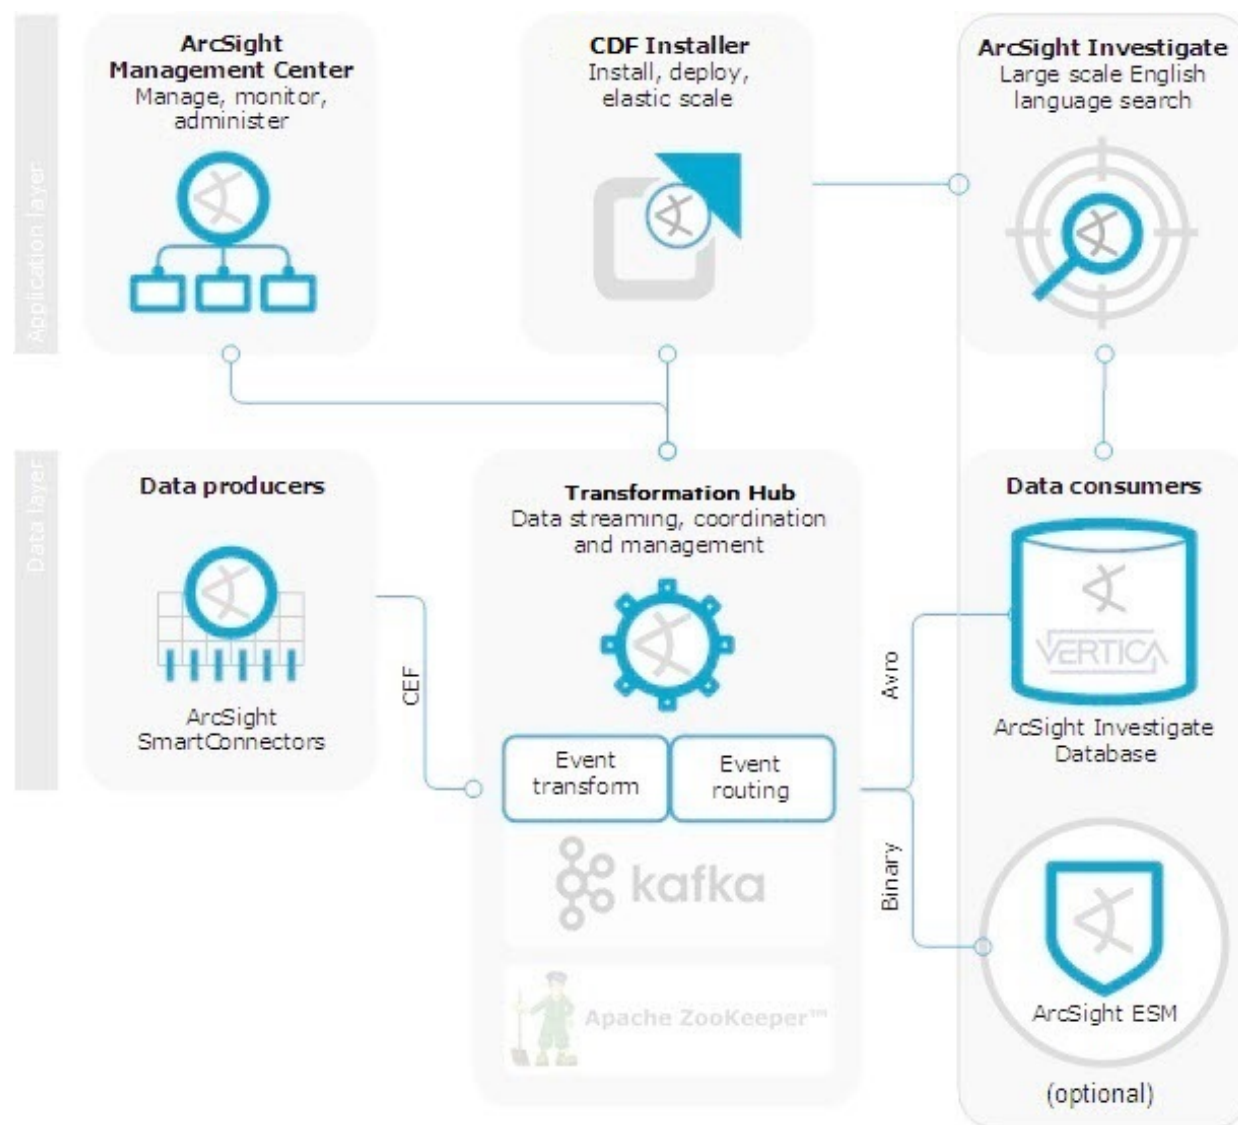 Application layer
ArcSight
Management Center
Manage, monitor,
administer
CDF Installer
Install, deploy,
elastic scale
ArcSight Investigate
Large scale English
language search
Data layer
Data producers
ArcSight
SmartConnectors
CEF
Transformation Hub
Data streaming, coordination
and management
Event
transform
Event
routing
kafka
Apache ZooKeeper™
Avro
Binary
Data consumers
VERTICA
ArcSight Investigate
Database
ArcSight ESM
(optional)